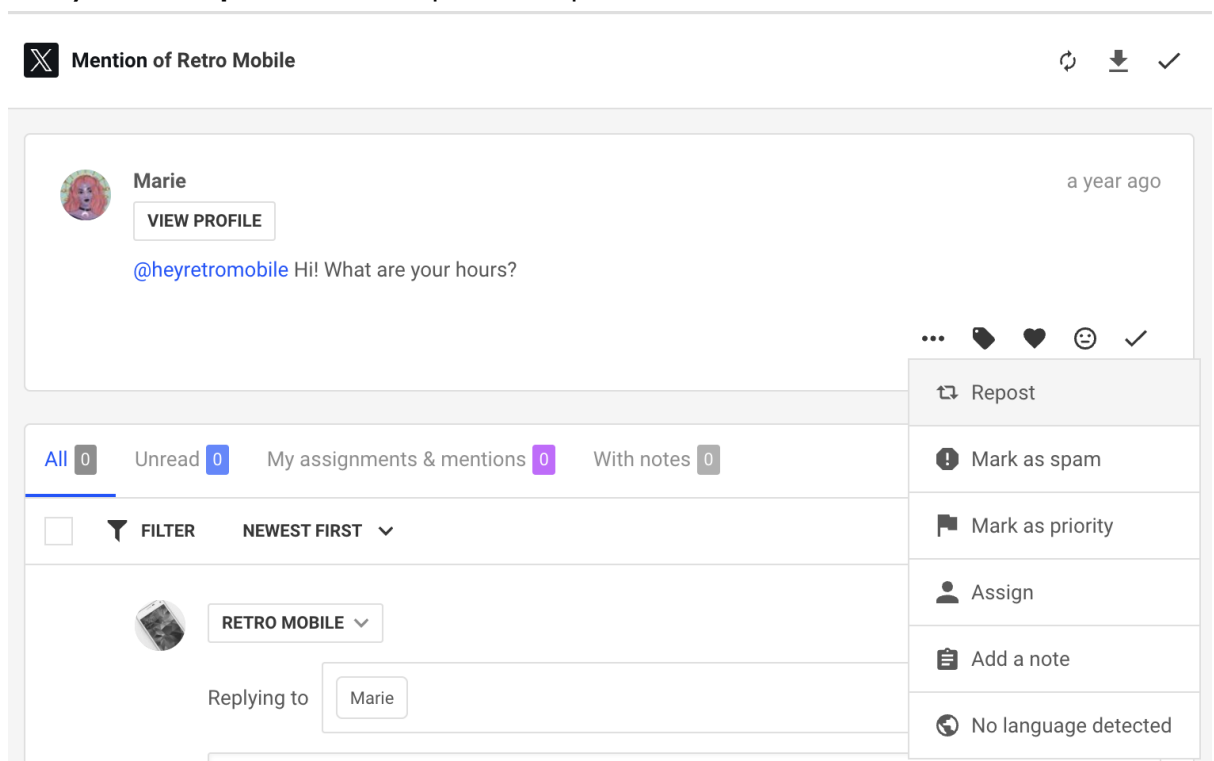 Mention of Retro Mobile
Marie
a year ago
VIEW PROFILE
@heyretromobile Hi! What are your hours?
Repost
Mark as spam
Mark as priority
Assign
Add a note
No language detected
All 0
Unread 0
My assignments & mentions 0
With notes 0
FILTER
NEWEST FIRST
RETRO MOBILE
Replying to
Marie